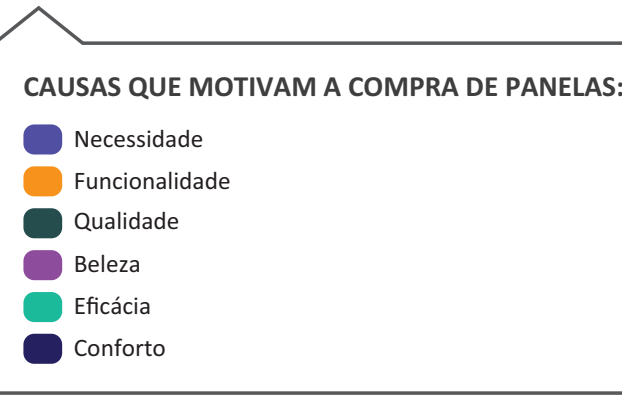 CAUSAS QUE MOTIVAM A COMPRA DE PANELAS:
Necessidade
Funcionalidade
Qualidade
Beleza
Eficácia
Conforto